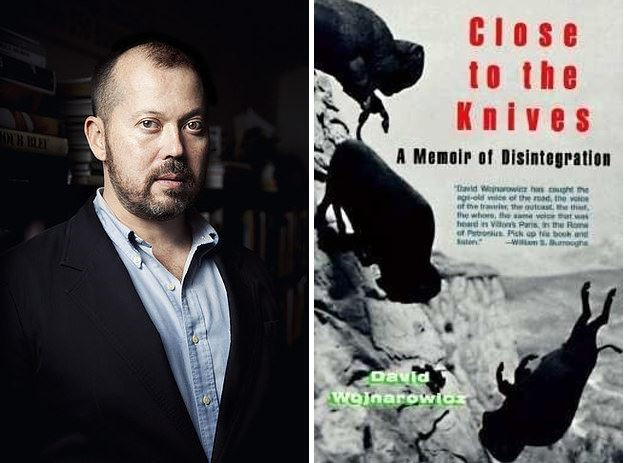 OUR BLEU
Close
to the
Knives
A Memoir of Disintegration
"David Wojnarowicz has caught the
age-old voice of the road, the voice
of the traveler, the outcast, the thief,
the whore, the same voice that was
heard in Villon's Paris, in the Rome
of Petronius. Pick up his book and
listen." —William S. Burroughs
David
Wojnarowicz